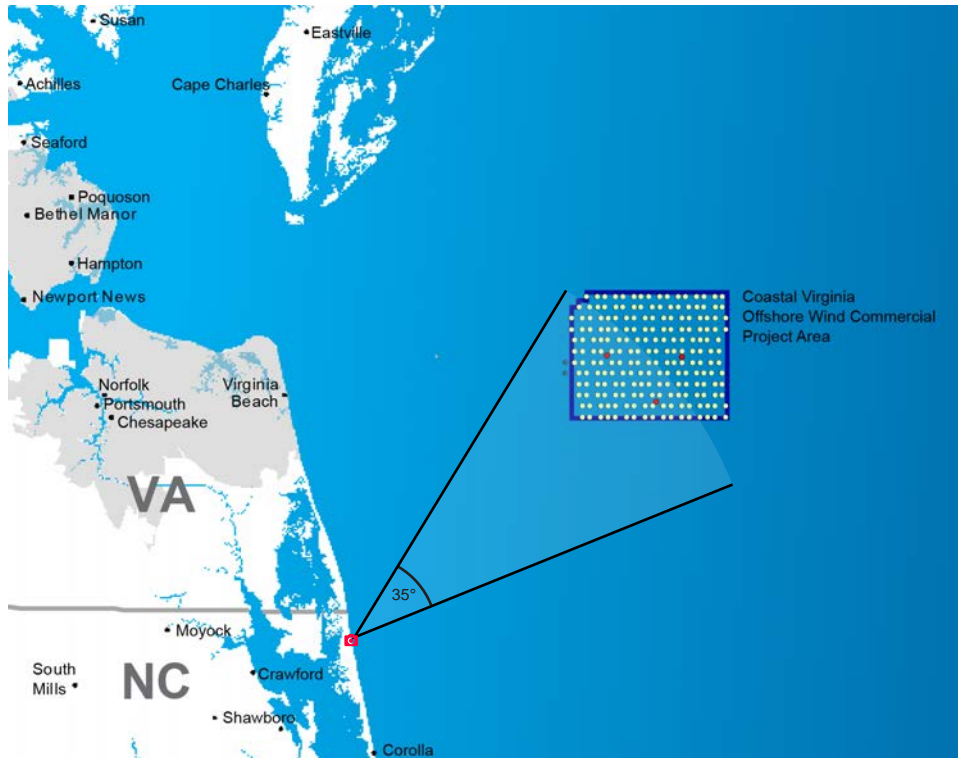 Susan
Eastville
Achilles
Cape Charles
Seaford
Poquoson
Bethel Manor
Hampton
Newport News
Coastal Virginia
Offshore Wind Commercial
Project Area
Norfolk
Virginia
Beach
Portsmouth
Chesapeake
VA
35°
Moyock
South
Mills
NC
Crawford
Shawboro
Corolla